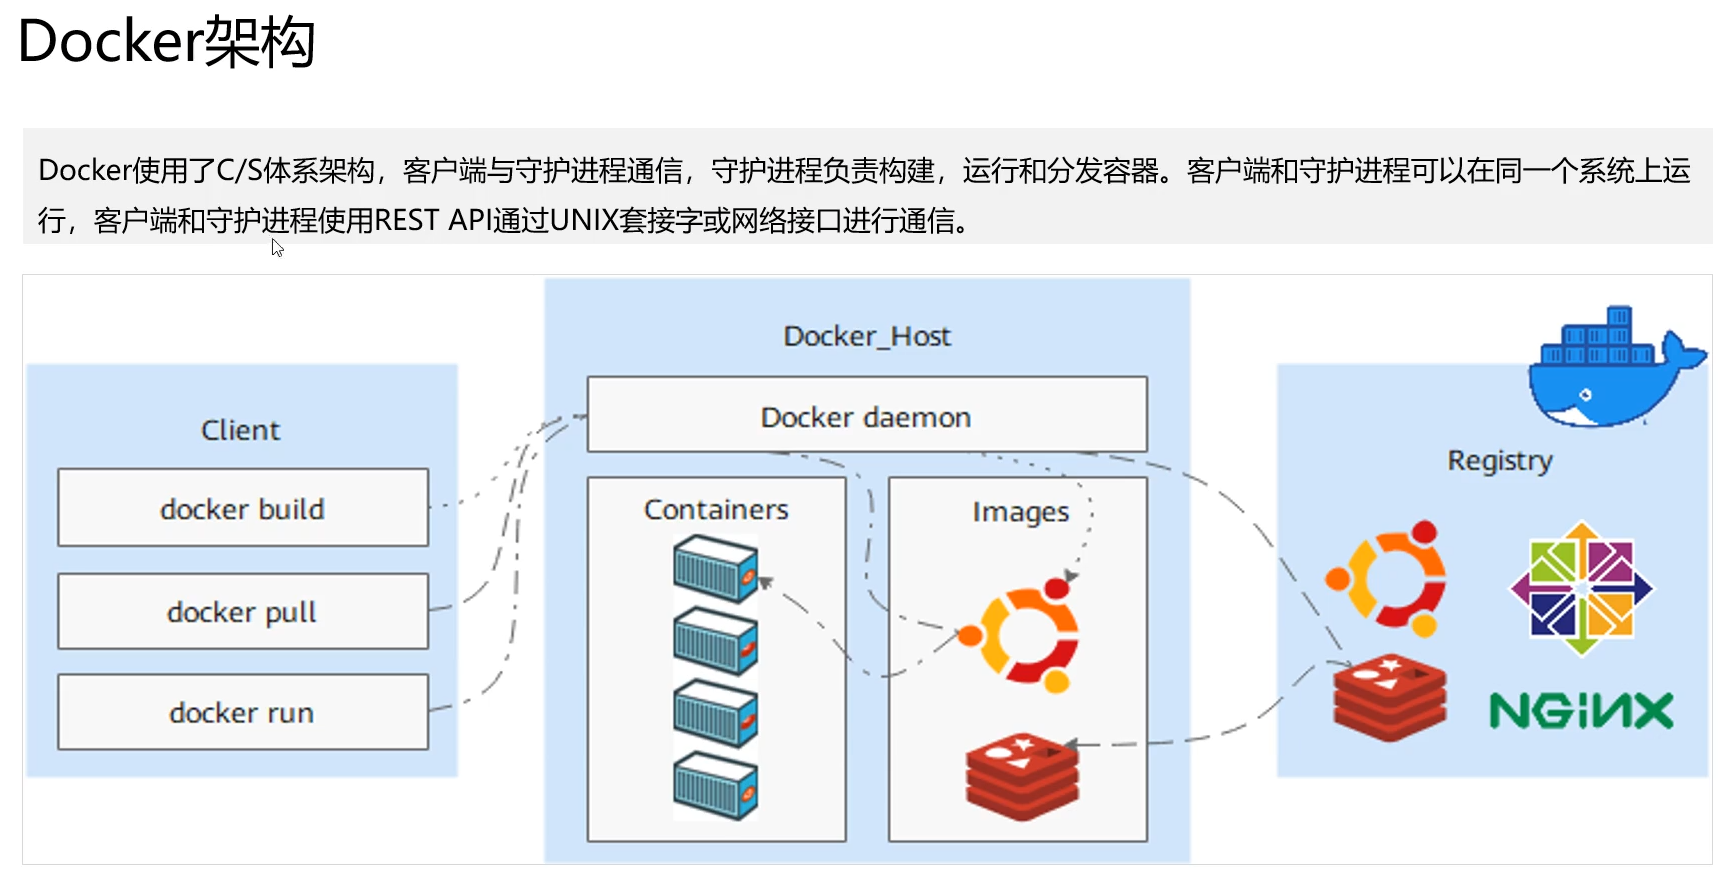 Docker架构
Docker使用了C/S体系架构，客户端与守护进程通信，守护进程负责构建，运行和分发容器。客户端和守护进程可以在同一个系统上运
行，客户端和守护进程使用REST API通过UNIX套接字或网络接口进行通信。
Docker_Host
Docker daemon
Client
docker build
docker pull
docker run
Containers
Images
Registry
NGINX